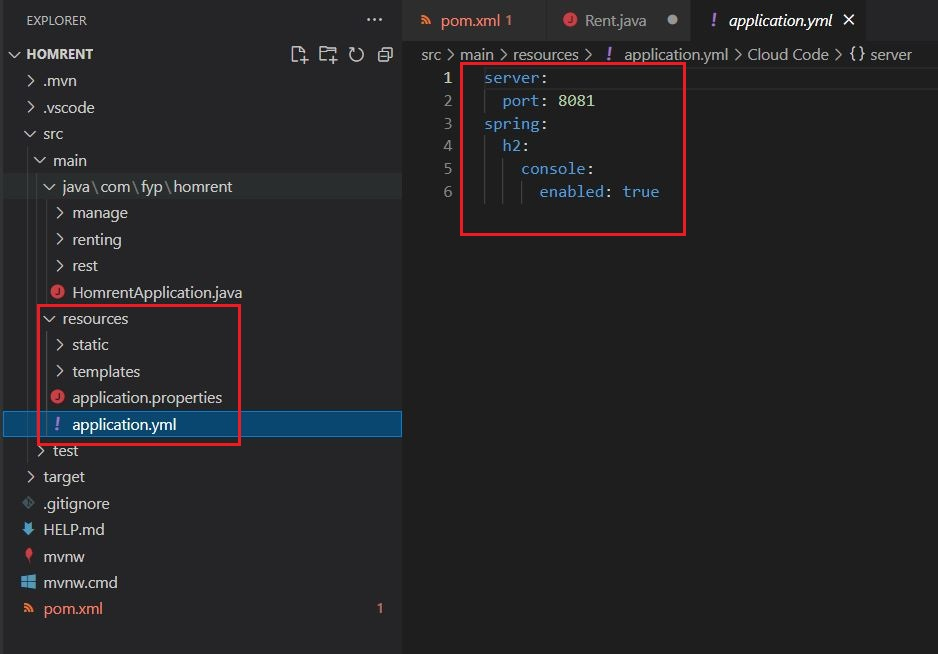 EXPLORER
HOMRENT
.mvn
.vscode
src
main
java\com\fyp\homrent
manage
renting
rest
HomrentApplication.java
resources
static
templates
application.properties
application.yml
test
target
.gitignore
HELP.md
mvnw
mvnw.cmd
pom.xml 1
pom.xml 1
Rent.java
application.yml
src > main > resources > ! application.yml > Cloud Code > {} server
1 server:
2 port: 8081
3 spring:
4 h2:
5 console:
6 enabled: true